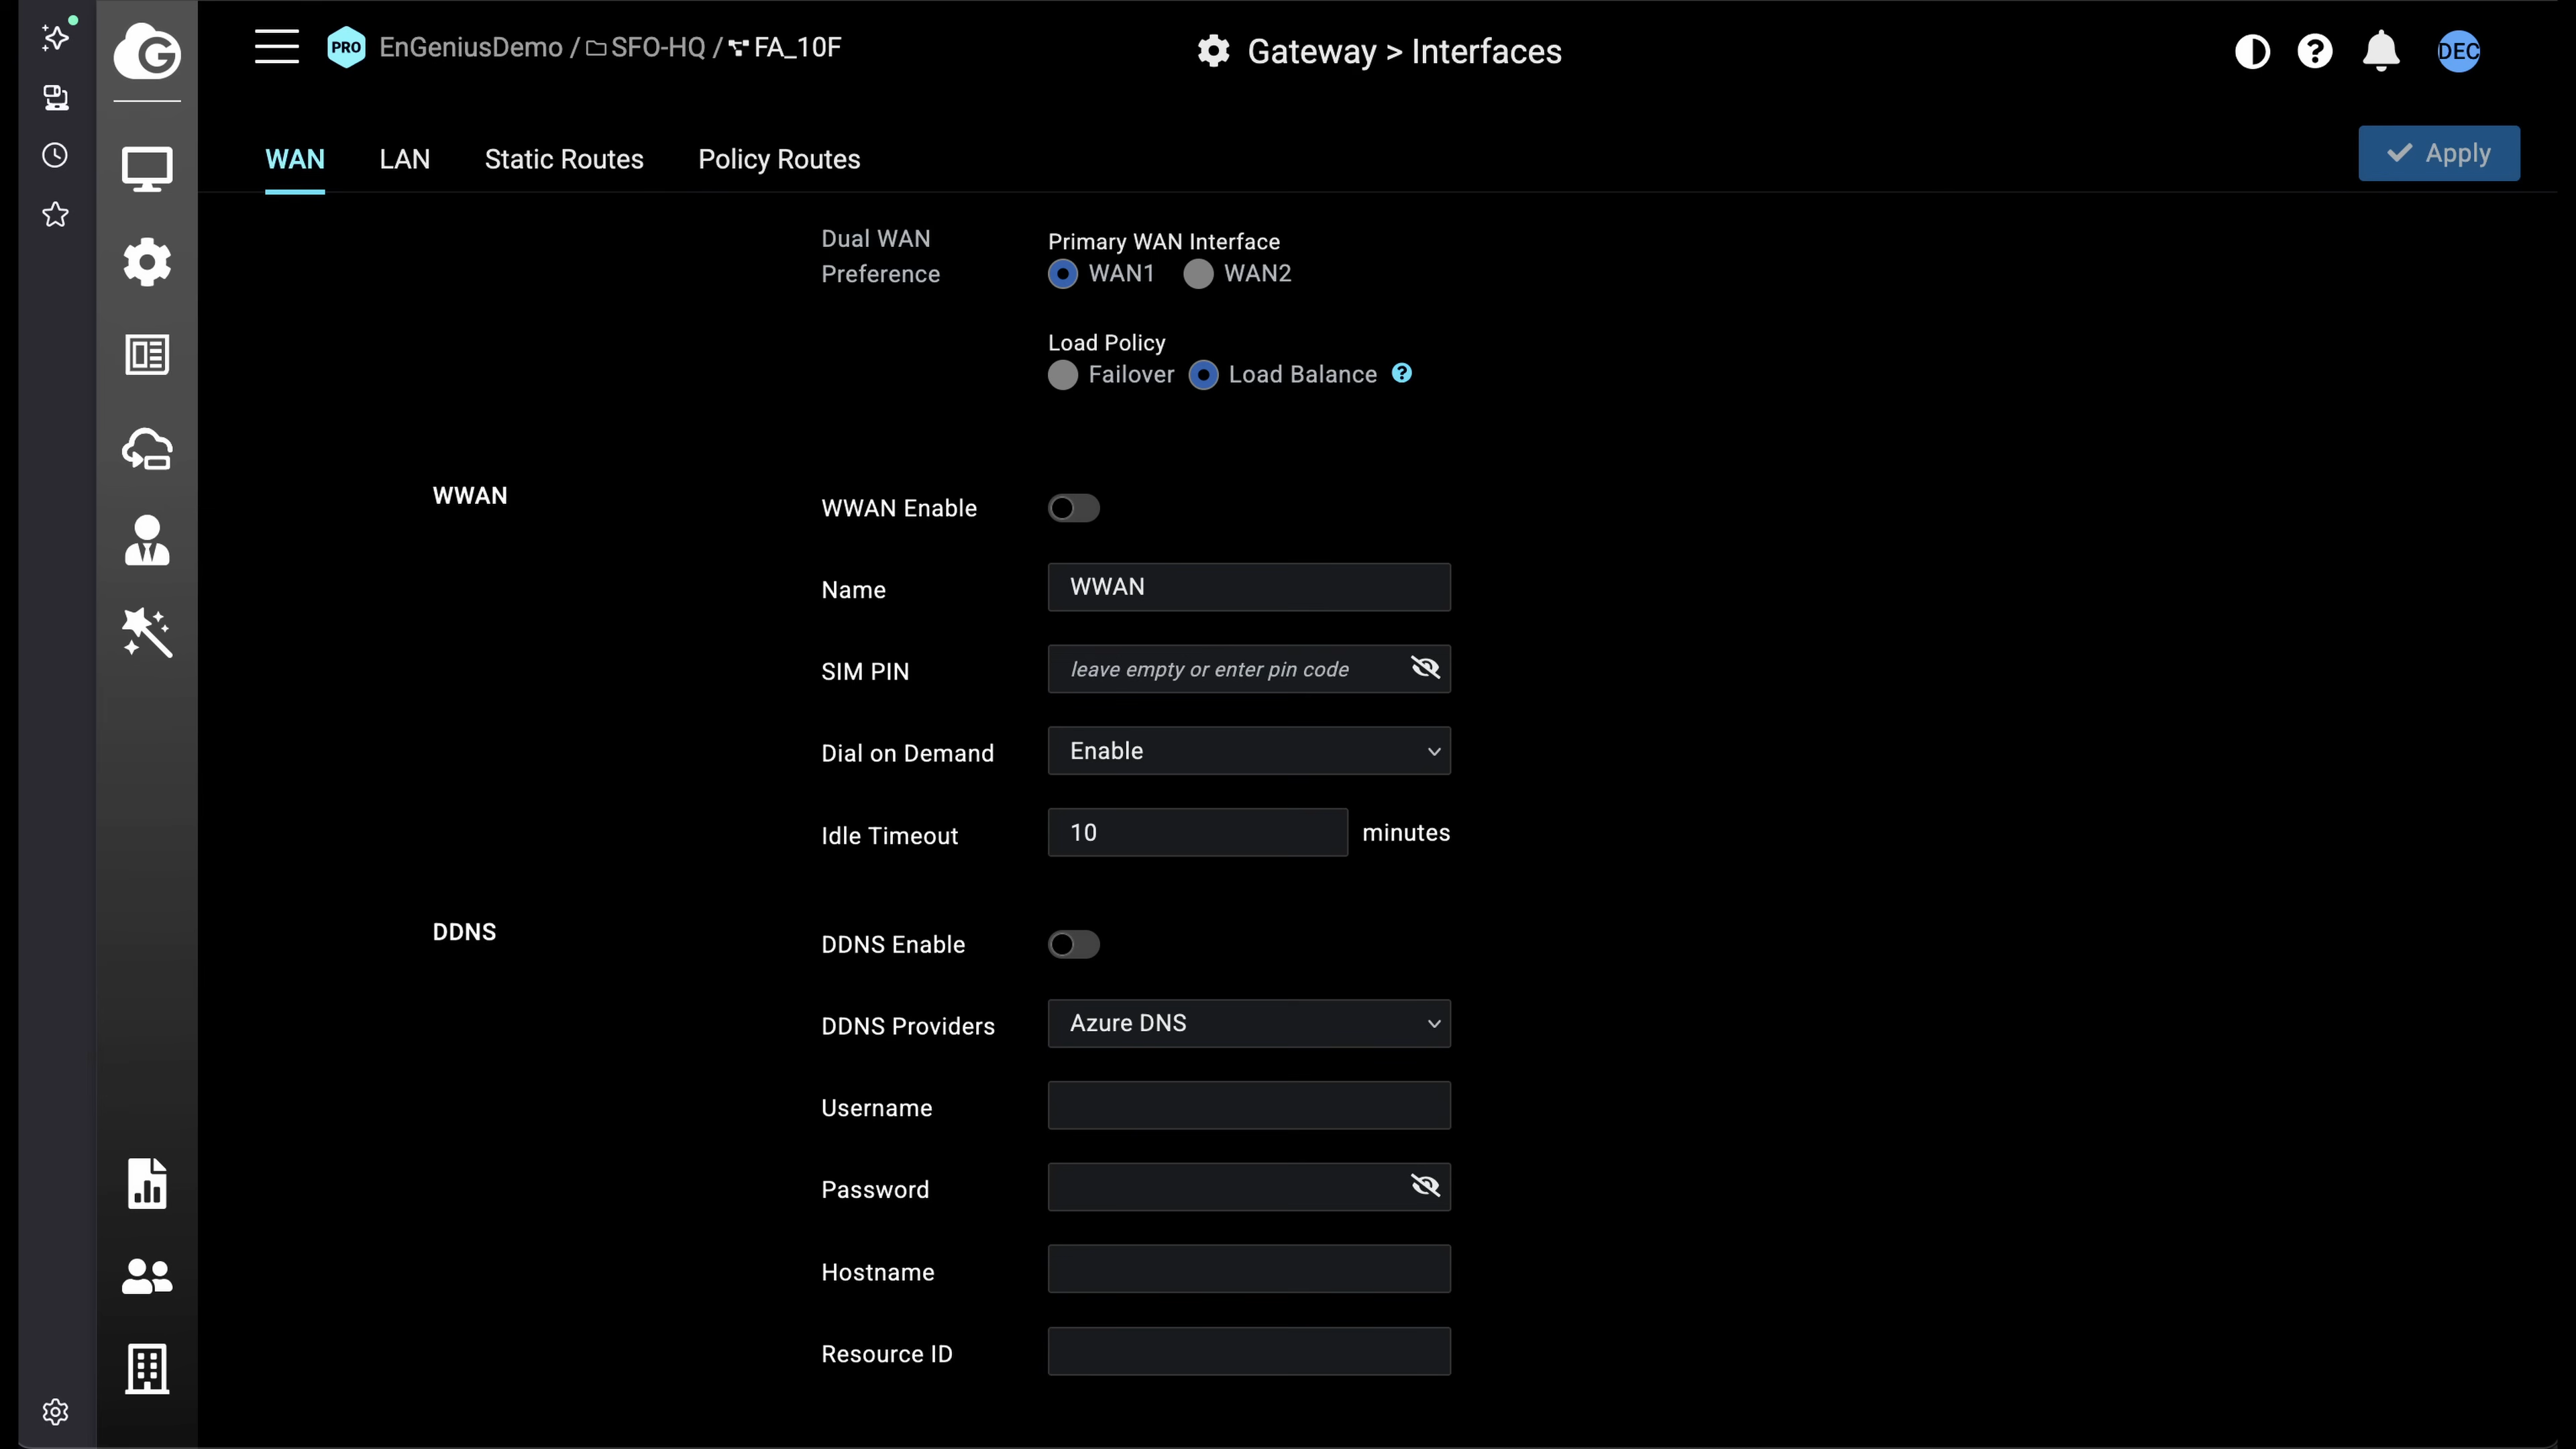 PRO EnGeniusDemo / SFO-HQ / FA_10F
Gateway > Interfaces
DEC
WAN LAN Static Routes Policy Routes
Apply
Dual WAN Preference
Primary WAN Interface
WAN1 WAN2
Load Policy
Failover Load Balance
WWAN
WWAN Enable
Name WWAN
SIM PIN leave empty or enter pin code
Dial on Demand Enable
Idle Timeout 10 minutes
DDNS
DDNS Enable
DDNS Providers Azure DNS
Username
Password
Hostname
Resource ID